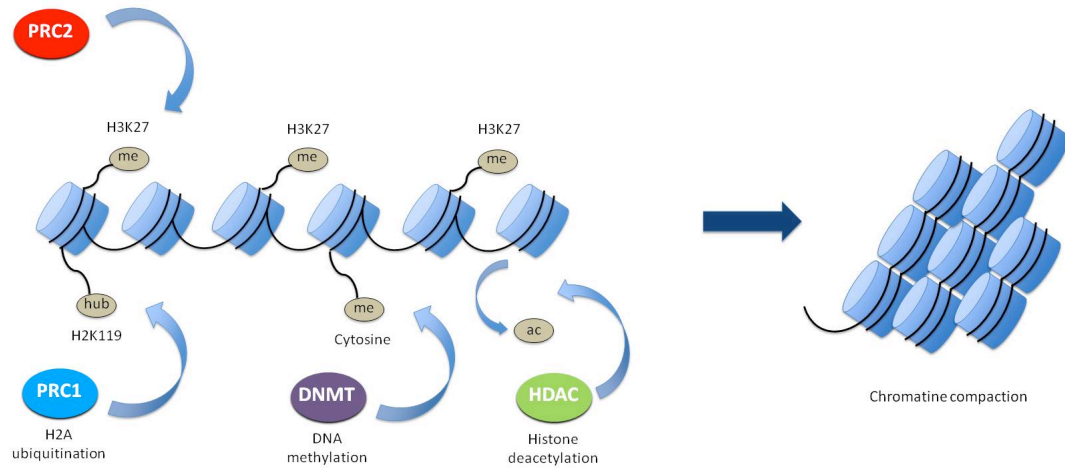 PRC2
H3K27
H3K27
H3K27
me
me
me
hub
H2K119
me
Cytosine
ac
PRC1
H2A
ubiquitination
DNMT
DNA
methylation
HDAC
Histone
deacetylation
Chromatine compaction